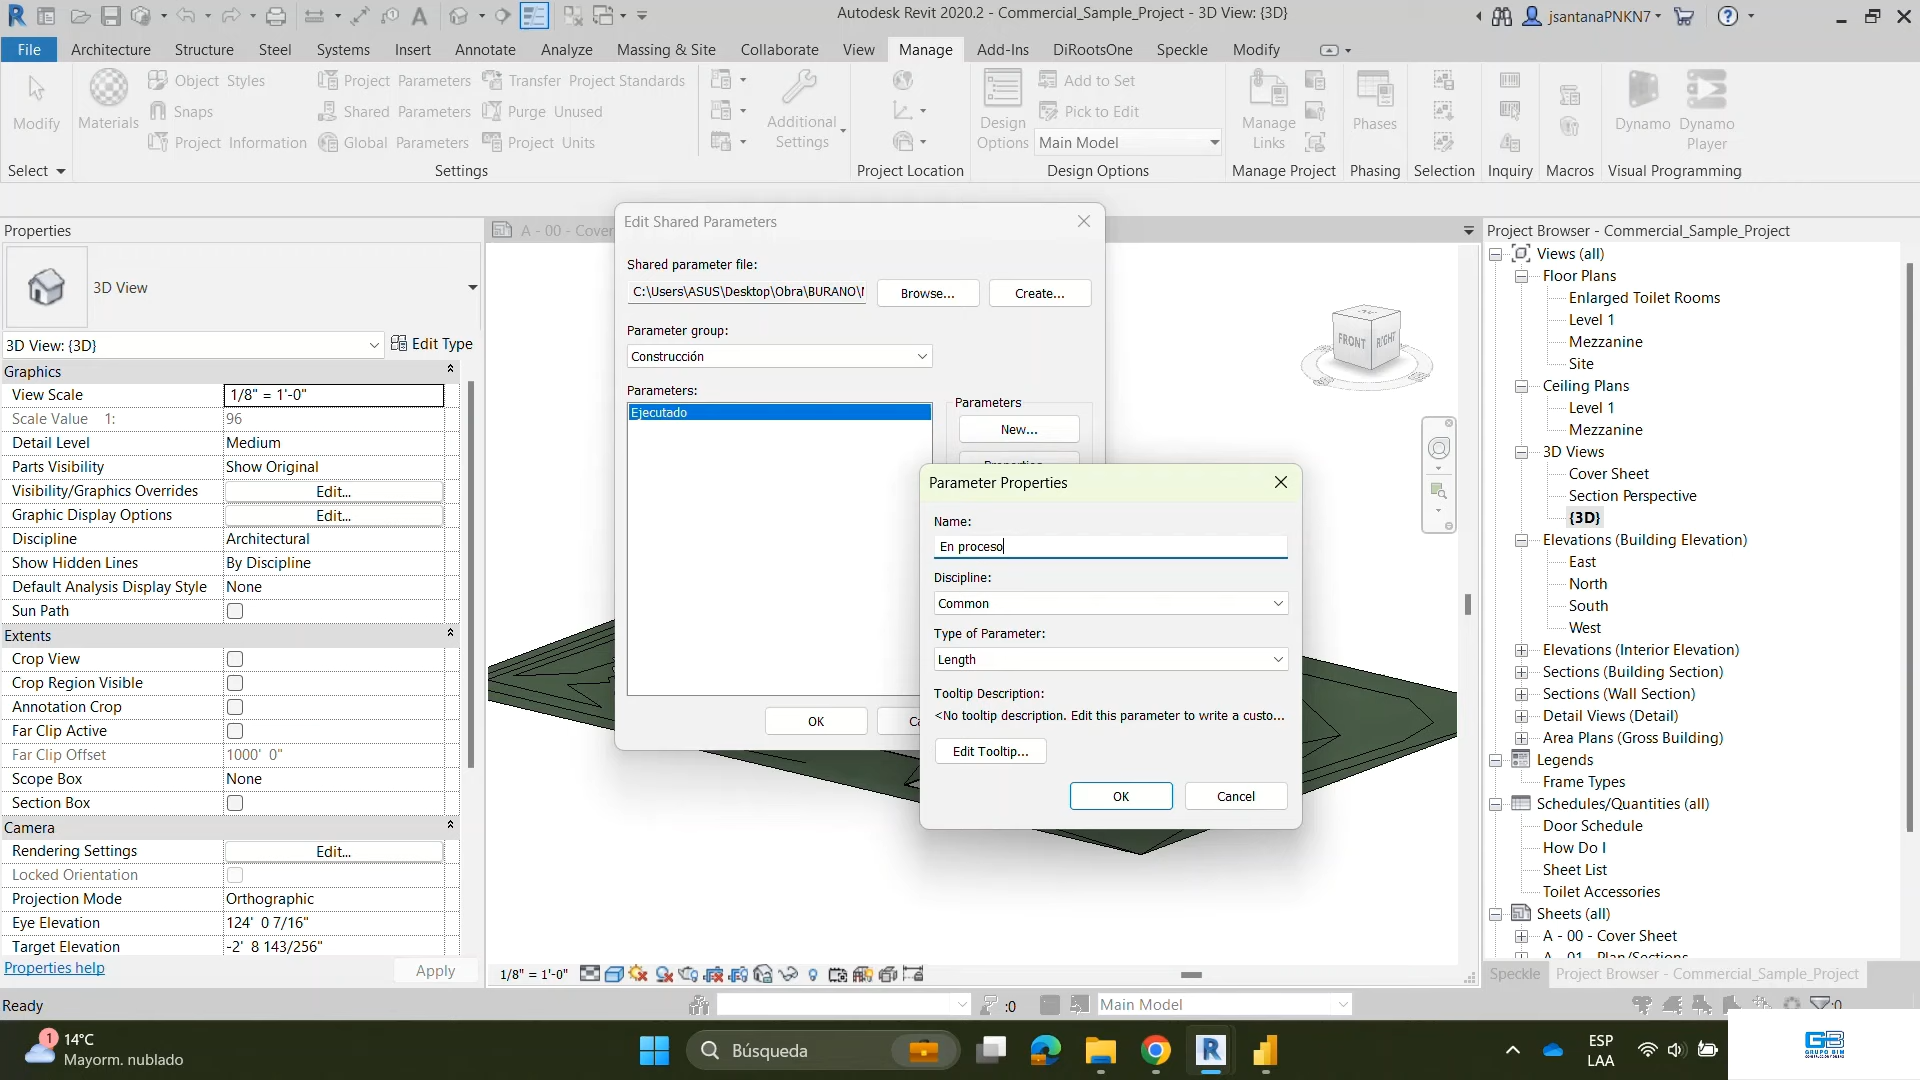 Autodesk Revit 2020.2 - Commercial_Sample_Project - 3D View: {3D}
jsantanaPNKN7
File Architecture Structure Steel Systems Insert Annotate Analyze Massing & Site Collaborate View Manage Add-Ins DiRootsOne Speckle Modify
Modify
Materials
Object Styles
Snaps
Project Information
Project Parameters
Shared Parameters
Global Parameters
Transfer Project Standards
Purge Unused
Project Units
Additional Settings
Design Options
Add to Set
Pick to Edit
Main Model
Manage Links
Phases
Dynamo
Dynamo Player
Select
Settings
Project Location
Design Options
Manage Project
Phasing
Selection
Inquiry
Macros
Visual Programming
Properties
3D View
3D View: {3D}
Edit Type
Graphics
View Scale 1/8" = 1'-0"
Scale Value 1: 96
Detail Level Medium
Parts Visibility Show Original
Visibility/Graphics Overrides Edit...
Graphic Display Options Edit...
Discipline Architectural
Show Hidden Lines By Discipline
Default Analysis Display Style None
Sun Path
Extents
Crop View
Crop Region Visible
Annotation Crop
Far Clip Active
Far Clip Offset 1000' 0"
Scope Box None
Section Box
Camera
Rendering Settings Edit...
Locked Orientation
Projection Mode Orthographic
Eye Elevation 124' 0 7/16"
Target Elevation -2' 8 143/256"
Properties help
Apply
A - 00 - Cover
Edit Shared Parameters
Shared parameter file:
C:\Users\ASUS\Desktop\Obra\BURANO\
Browse...
Create...
Parameter group:
Construcción
Parameters:
Ejecutado
Parameters
New...
OK
Parameter Properties
Name:
En proceso
Discipline:
Common
Type of Parameter:
Length
Tooltip Description:
<No tooltip description. Edit this parameter to write a custo...
Edit Tooltip...
OK
Cancel
FRONT
RIGHT
Project Browser - Commercial_Sample_Project
Views (all)
Floor Plans
Enlarged Toilet Rooms
Level 1
Mezzanine
Site
Ceiling Plans
Level 1
Mezzanine
3D Views
Cover Sheet
Section Perspective
{3D}
Elevations (Building Elevation)
East
North
South
West
Elevations (Interior Elevation)
Sections (Building Section)
Sections (Wall Section)
Detail Views (Detail)
Area Plans (Gross Building)
Legends
Frame Types
Schedules/Quantities (all)
Door Schedule
How Do I
Sheet List
Toilet Accessories
Sheets (all)
A - 00 - Cover Sheet
A - 01 - Plan/Sections
Speckle
Project Browser - Commercial_Sample_Project
1/8" = 1'-0"
Ready
:0
Main Model
:0
1
14°C
Mayorm. nublado
Búsqueda
ESP
LAA
GRUPO BIM